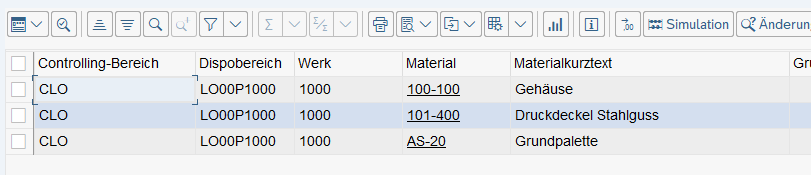 Simulation Änderun
Controlling-Bereich Dispobereich Werk Material Materialkurztext Gr
CLO LO00P1000 1000 100-100 Gehäuse
CLO LO00P1000 1000 101-400 Druckdeckel Stahlguss
CLO LO00P1000 1000 AS-20 Grundpalette